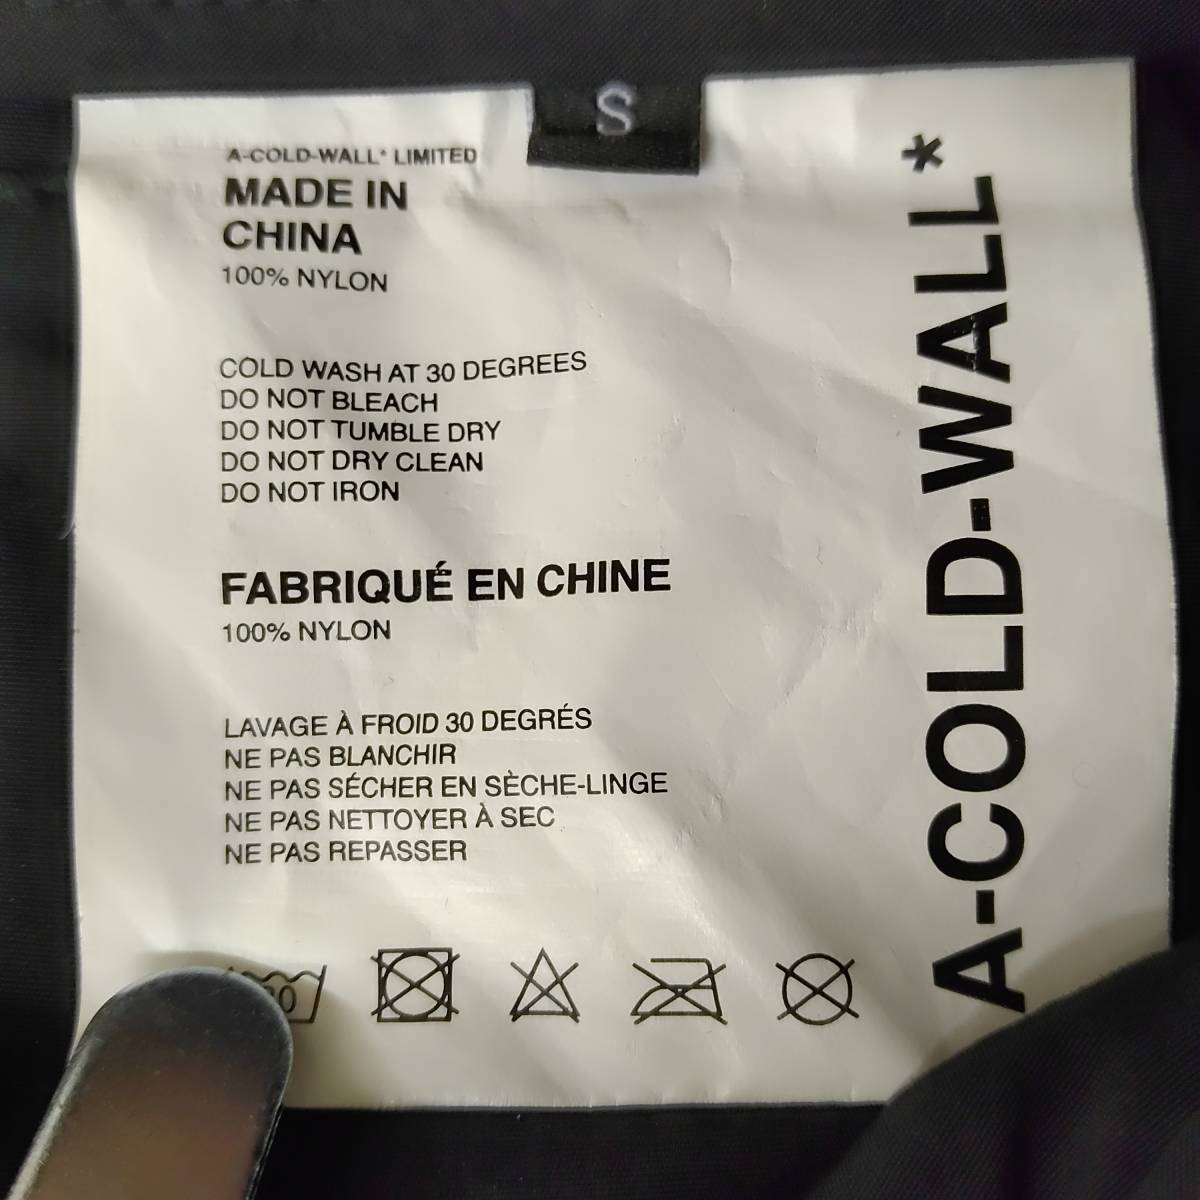 S
A-COLD-WALL* LIMITED
MADE IN
CHINA
100% NYLON
COLD WASH AT 30 DEGREES
DO NOT BLEACH
DO NOT TUMBLE DRY
DO NOT DRY CLEAN
DO NOT IRON
FABRIQUÉ EN CHINE
100% NYLON
LAVAGE À FROID 30 DEGRÉS
NE PAS BLANCHIR
NE PAS SÉCHER EN SÈCHE-LINGE
NE PAS NETTOYER À SEC
NE PAS REPASSER
A-COLD-WALL*